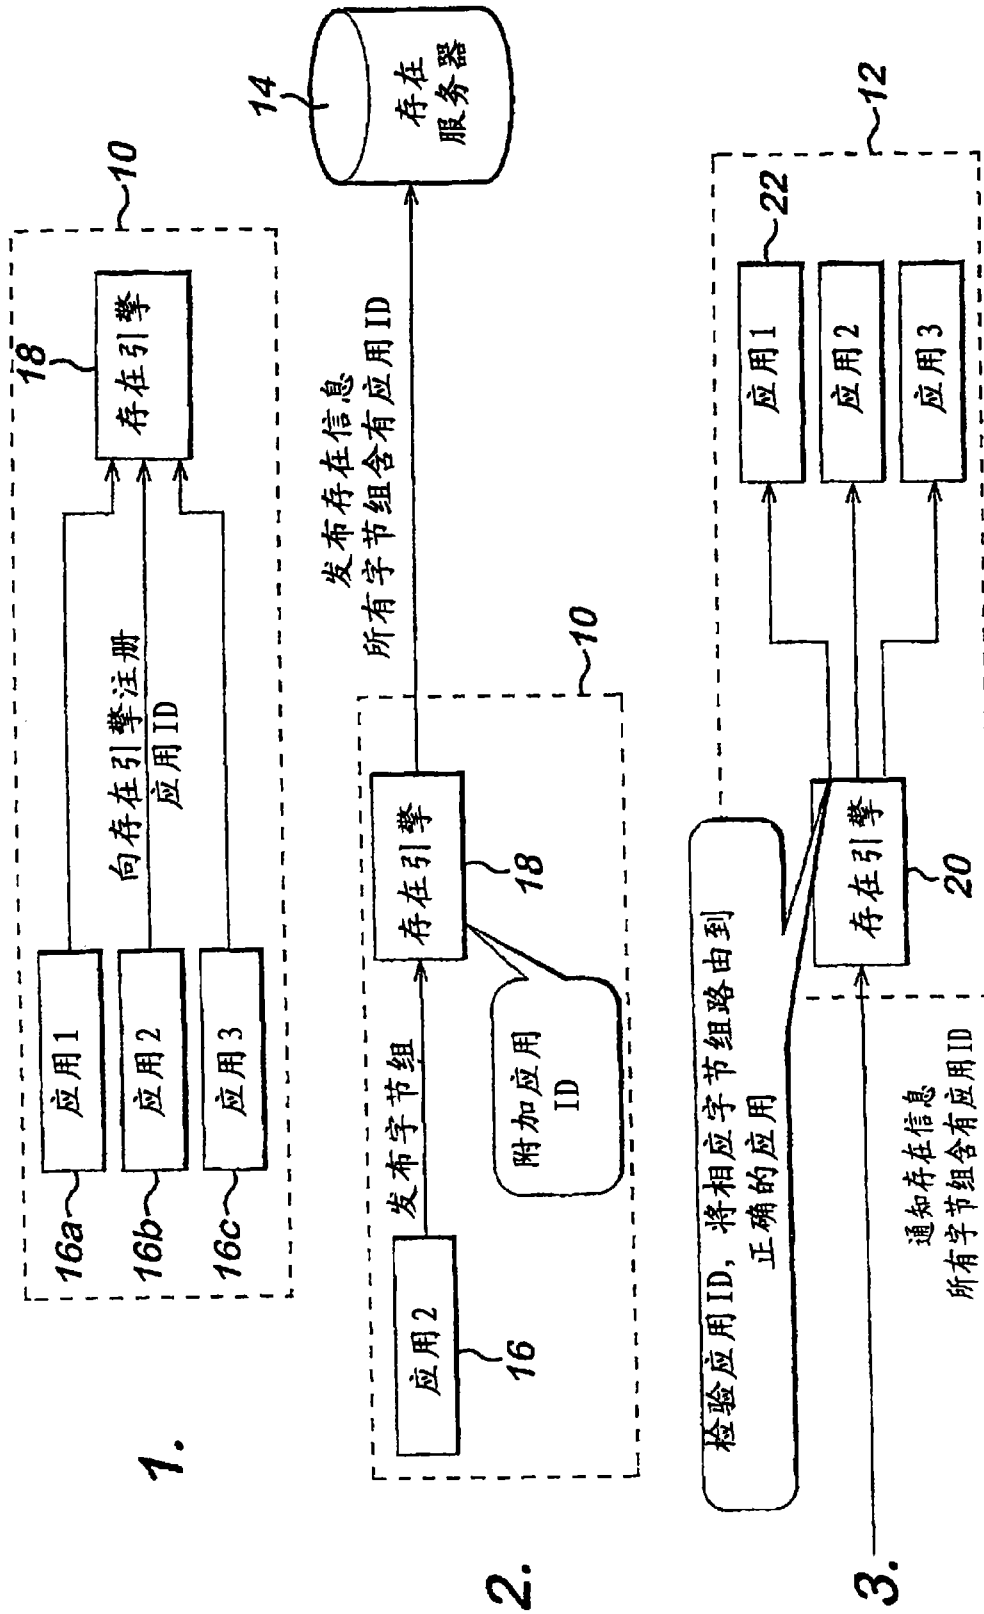 1.
16a
应用1
16b
应用2
16c
应用3
向存在引擎注册
应用ID
18
存在引擎
10
2.
应用2
16
发布字节组
存在引擎
18
附加应用
ID
10
发布存在信息
所有字节组含有应用ID
14
存在
服务器
3.
检验应用ID，将相应字节组路由到
正确的应用
通知存在信息
所有字节组含有应用ID
存在引擎
20
应用1
22
应用2
应用3
12